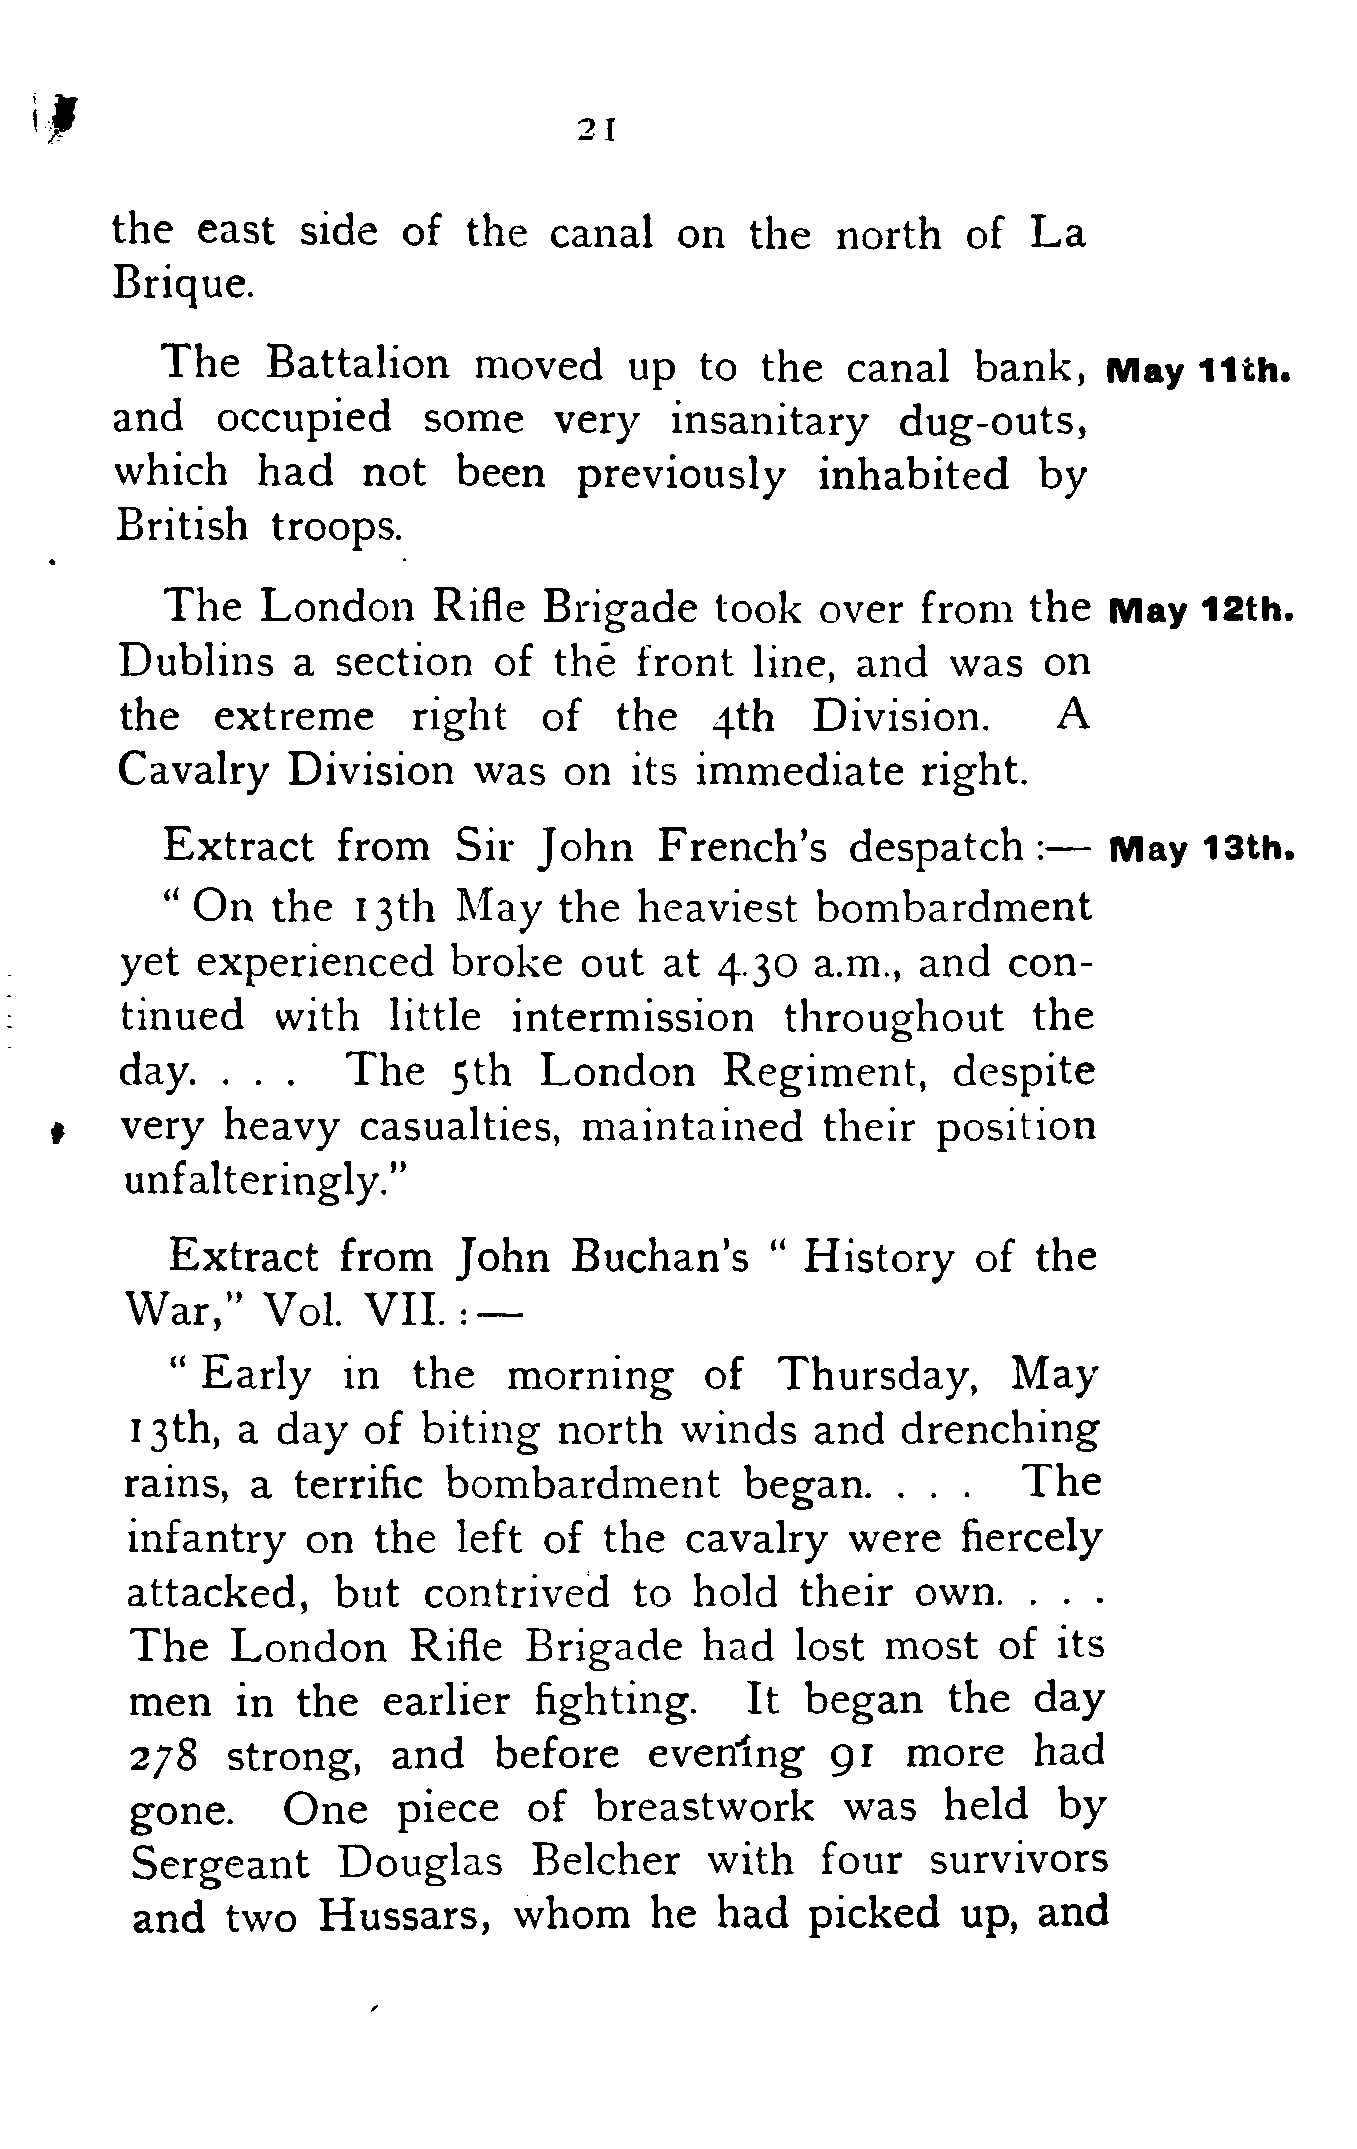 21
the east side of the canal on the north of La
Brique.
The Battalion moved up to the canal bank, May 11th.
and occupied some very insanitary dug-outs,
which had not been previously inhabited by
British troops.
The London Rifle Brigade took over from the May 12th.
Dublins a section of the front line, and was on
the extreme right of the 4th Division. A
Cavalry Division was on its immediate right.
Extract from Sir John French's despatch :— May 13th.
" On the 13th May the heaviest bombardment
yet experienced broke out at 4.30 a.m., and con-
tinued with little intermission throughout the
day. . . . The 5th London Regiment, despite
very heavy casualties, maintained their position
unfalteringly."
Extract from John Buchan's " History of the
War," Vol. VII. :—
" Early in the morning of Thursday, May
13th, a day of biting north winds and drenching
rains, a terrific bombardment began. . . . The
infantry on the left of the cavalry were fiercely
attacked, but contrived to hold their own. . . .
The London Rifle Brigade had lost most of its
men in the earlier fighting. It began the day
278 strong, and before evening 91 more had
gone. One piece of breastwork was held by
Sergeant Douglas Belcher with four survivors
and two Hussars, whom he had picked up, and